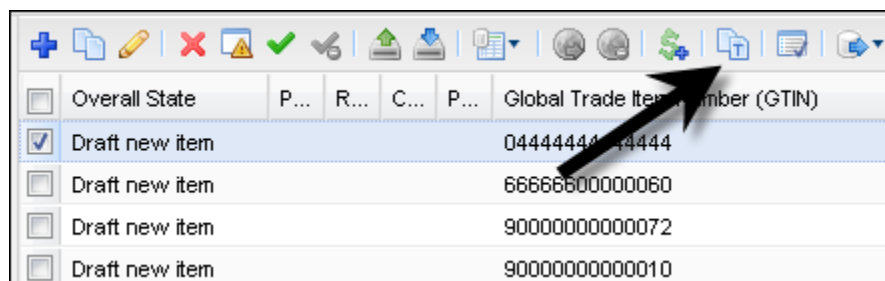 T
Overall State P... R... C... P... Global Trade Item Number (GTIN)
Draft new item
Draft new item 66666600000060
Draft new item 90000000000072
Draft new item 90000000000010